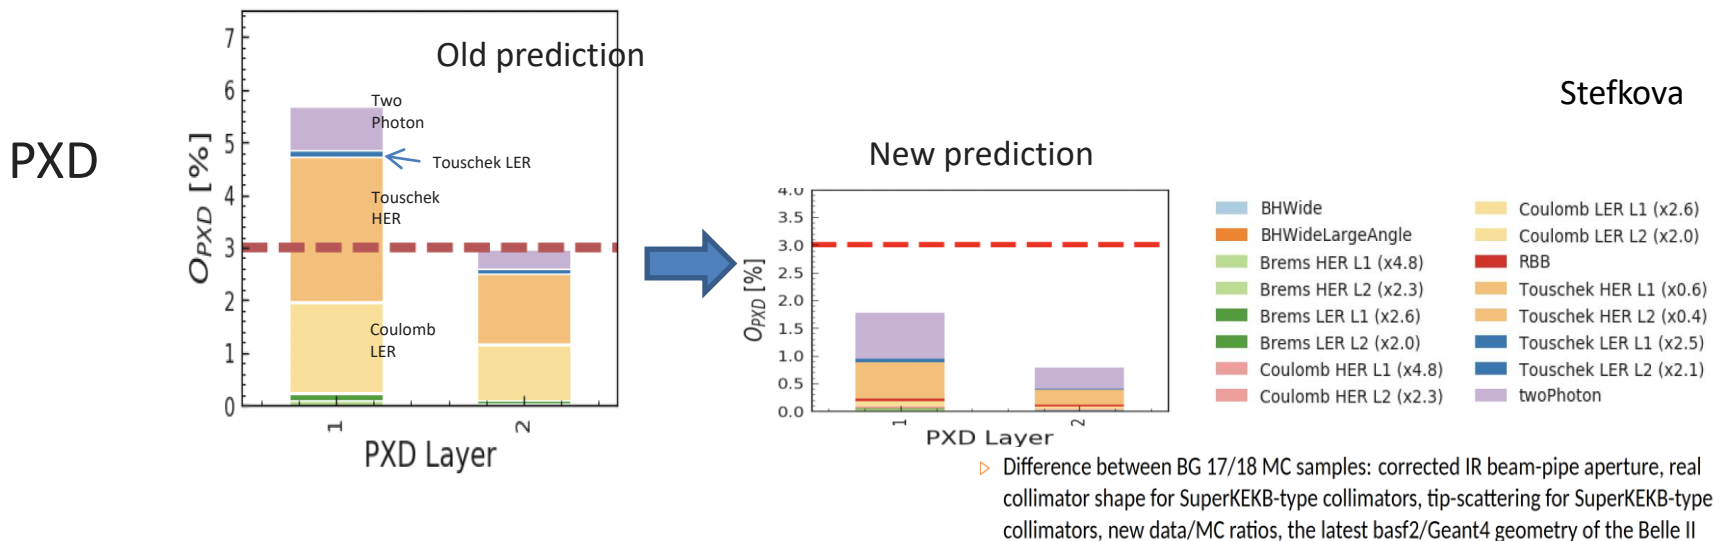 Old prediction
Stefkova
PXD
New prediction
O_PXD [%]
7
6
5
4
3
2
1
0
Two
Photon
Touschek LER
Touschek
HER
Coulomb
LER
1
2
PXD Layer
O_PXD [%]
4.0
3.5
3.0
2.5
2.0
1.5
1.0
0.5
0.0
1
2
PXD Layer
BHWide
BHWideLargeAngle
Brems HER L1 (x4.8)
Brems HER L2 (x2.3)
Brems LER L1 (x2.6)
Brems LER L2 (x2.0)
Coulomb HER L1 (x4.8)
Coulomb HER L2 (x2.3)
Coulomb LER L1 (x2.6)
Coulomb LER L2 (x2.0)
RBB
Touschek HER L1 (x0.6)
Touschek HER L2 (x0.4)
Touschek LER L1 (x2.5)
Touschek LER L2 (x2.1)
twoPhoton
▷ Difference between BG 17/18 MC samples: corrected IR beam-pipe aperture, real
collimator shape for SuperKEKB-type collimators, tip-scattering for SuperKEKB-type
collimators, new data/MC ratios, the latest basf2/Geant4 geometry of the Belle II